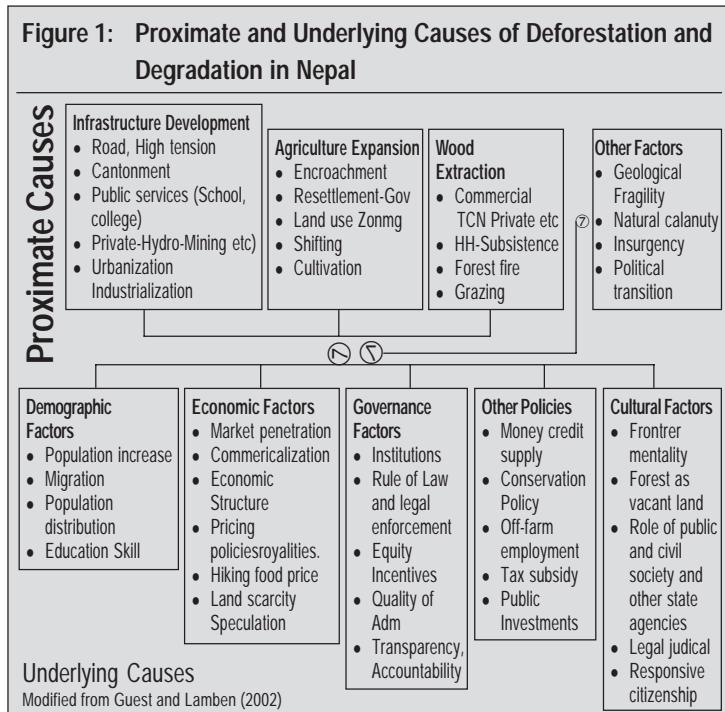 Figure 1: Proximate and Underlying Causes of Deforestation and
Degradation in Nepal
Proximate Causes
Infrastructure Development
• Road, High tension
• Cantonment
• Public services (School,
college)
• Private-Hydro-Mining etc)
• Urbanization
Industrialization
Agriculture Expansion
• Encroachment
• Resettlement-Gov
• Land use Zonmg
• Shifting
• Cultivation
Wood
Extraction
• Commercial
TCN Private etc
• HH-Subsistence
• Forest fire
• Grazing
Other Factors
• Geological
Fragility
• Natural calanuty
• Insurgency
• Political
transition
Demographic
Factors
• Population increase
• Migration
• Population
distribution
• Education Skill
Economic Factors
• Market penetration
• Commericalization
• Economic
Structure
• Pricing
policiesroyalities.
• Hiking food price
• Land scarcity
Speculation
Governance
Factors
• Institutions
• Rule of Law
and legal
enforcement
• Equity
Incentives
• Quality of
Adm
• Transparency,
Accountability
Other Policies
• Money credit
supply
• Conservation
Policy
• Off-farm
employment
• Tax subsidy
• Public
Investments
Cultural Factors
• Frontrer
mentality
• Forest as
vacant land
• Role of public
and civil
society and
other state
agencies
• Legal judical
• Responsive
citizenship
Underlying Causes
Modified from Guest and Lamben (2002)